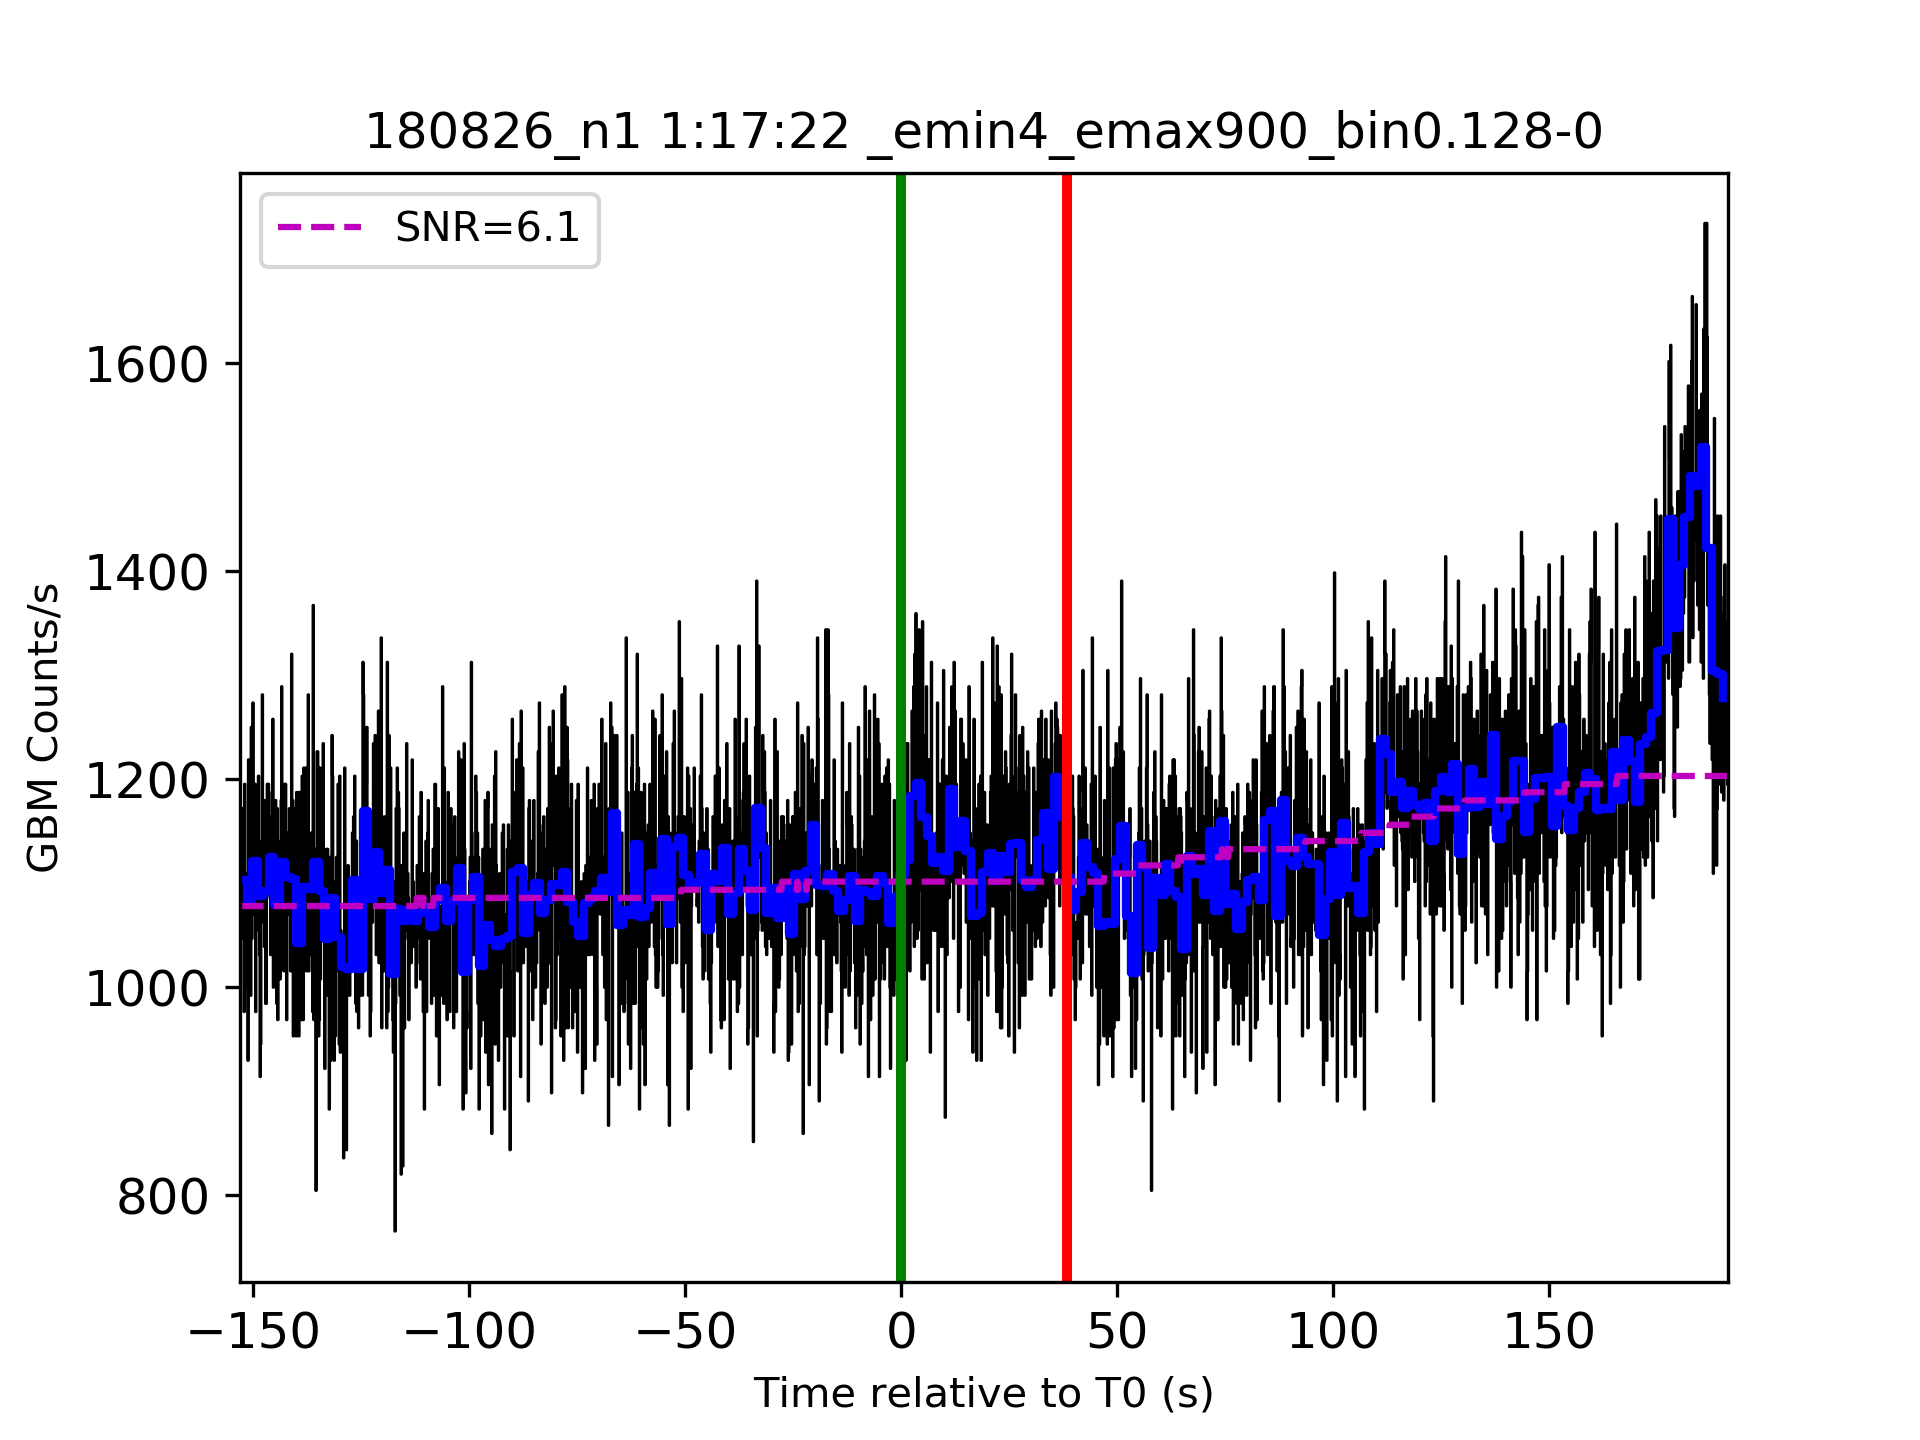 180826_n1 1:17:22 _emin4_emax900_bin0.128-0
SNR=6.1
GBM Counts/s
1600
1400
1200
1000
800
−150 −100 −50 0 50 100 150
Time relative to T0 (s)